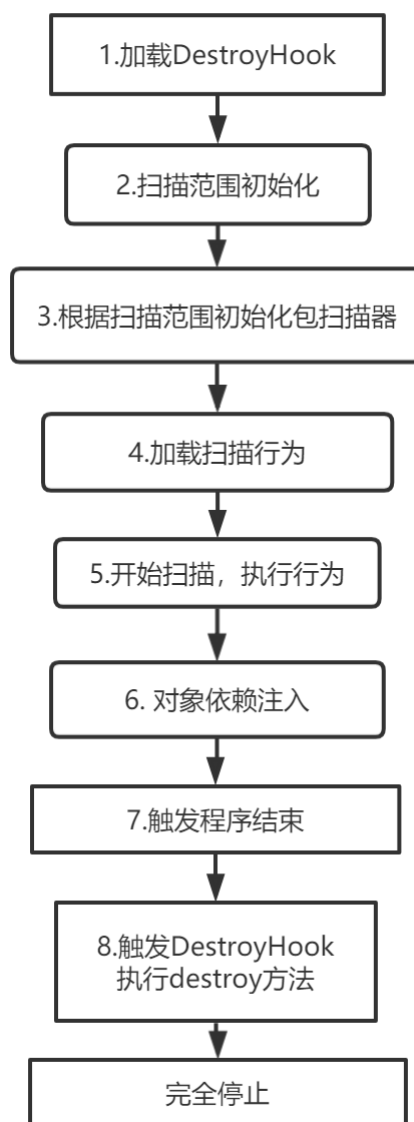 1.加载DestroyHook
2.扫描范围初始化
3.根据扫描范围初始化包扫描器
4.加载扫描行为
5.开始扫描，执行行为
6. 对象依赖注入
7.触发程序结束
8.触发DestroyHook
执行destroy方法
完全停止